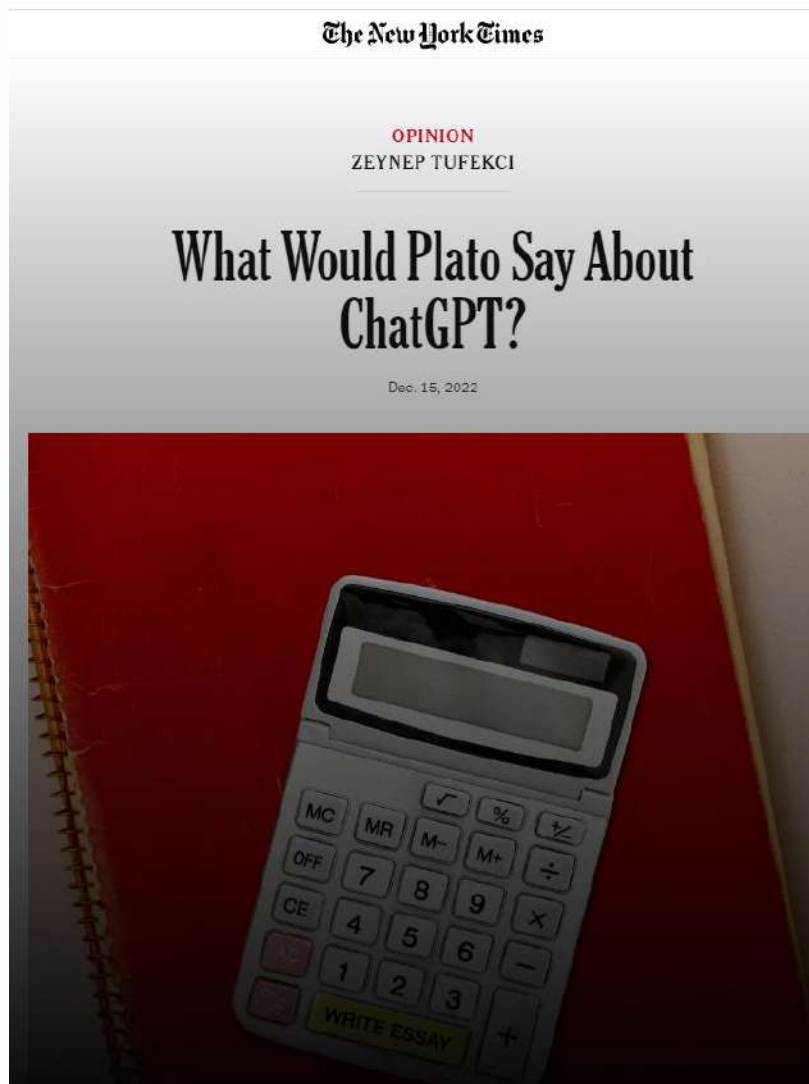 The New York Times
OPINION
ZEYNEP TUFEKCI
What Would Plato Say About
ChatGPT?
Dec. 15, 2022
√ % +/−
MC MR M− M+ ÷
OFF 7 8 9 ×
CE 4 5 6 −
AC 1 2 3 +
WRITE ESSAY